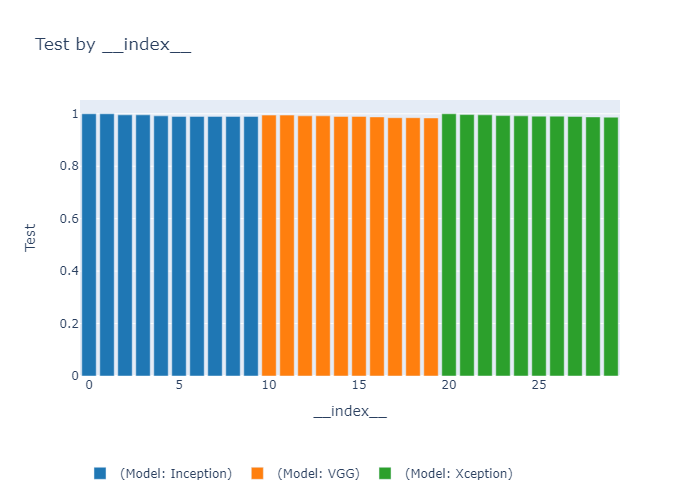 Test by __index__
1
0.8
0.6
0.4
0.2
0
Test
0 5 10 15 20 25
__index__
(Model: Inception) (Model: VGG) (Model: Xception)